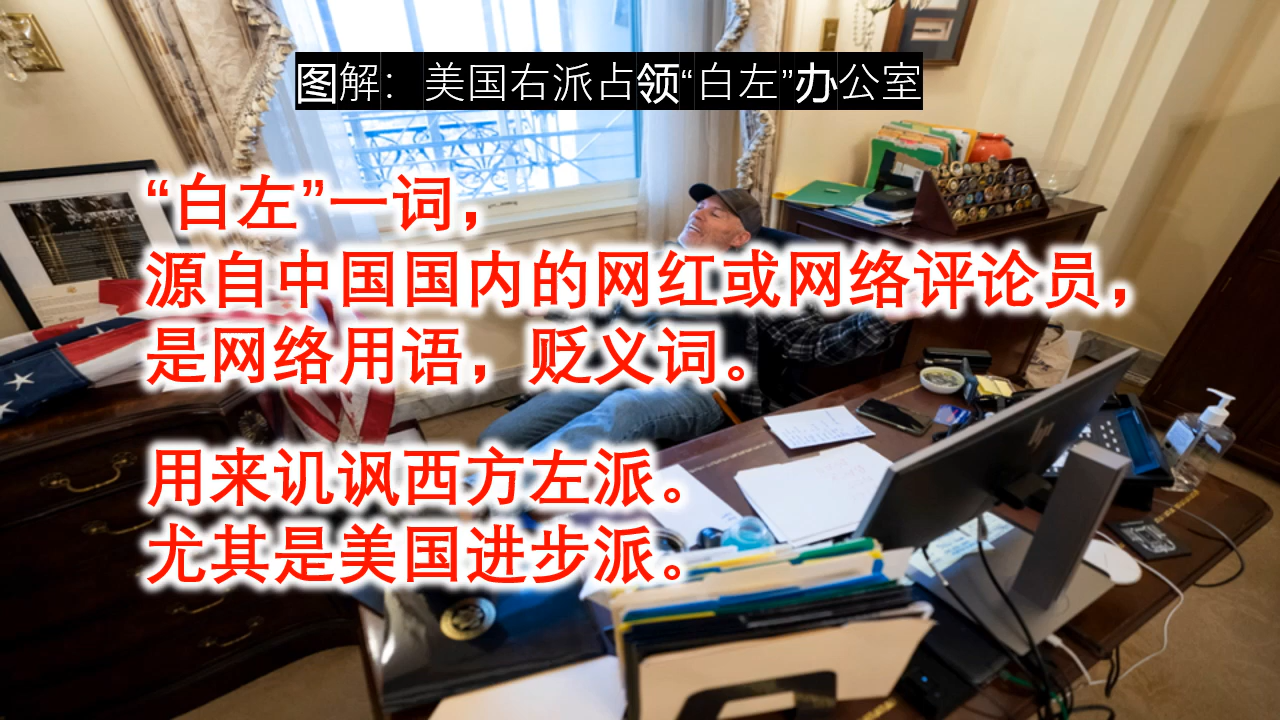 图解：美国右派占领“白左”办公室
“白左”一词，
源自中国国内的网红或网络评论员，
是网络用语，贬义词。
用来讥讽西方左派。
尤其是美国进步派。
hp